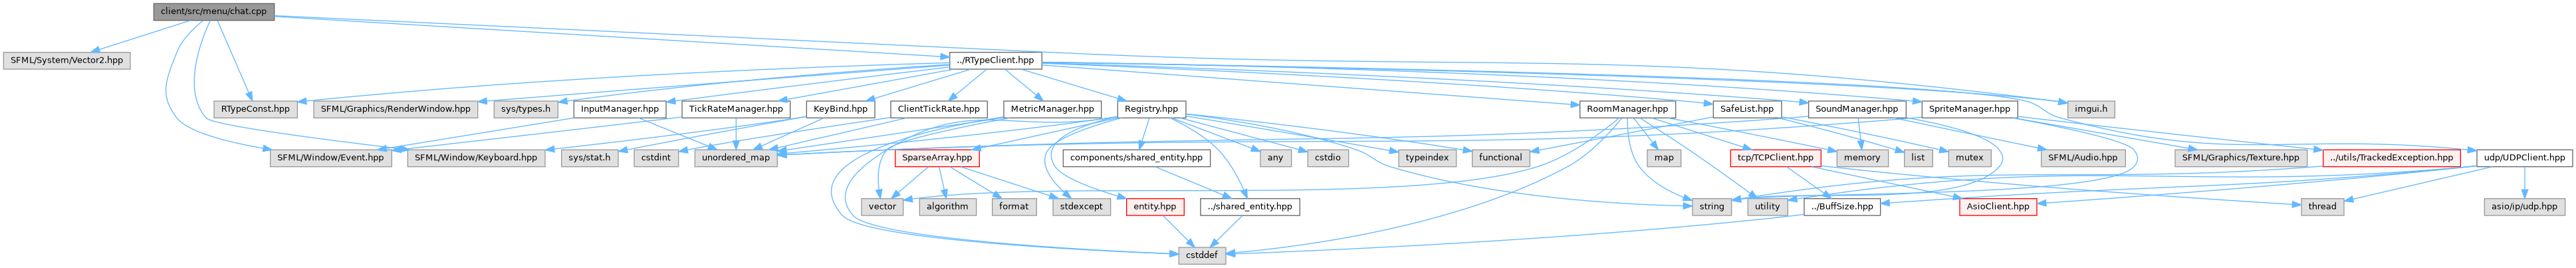 client/src/menu/chat.cpp
SFML/System/Vector2.hpp
../RTypeClient.hpp
RTypeConst.hpp
SFML/Graphics/RenderWindow.hpp
sys/types.h
InputManager.hpp
TickRateManager.hpp
KeyBind.hpp
ClientTickRate.hpp
MetricManager.hpp
Registry.hpp
RoomManager.hpp
SafeList.hpp
SoundManager.hpp
SpriteManager.hpp
imgui.h
SFML/Window/Event.hpp
SFML/Window/Keyboard.hpp
sys/stat.h
cstdint
unordered_map
SparseArray.hpp
components/shared_entity.hpp
any
cstdio
typeindex
functional
map
tcp/TCPClient.hpp
memory
list
mutex
SFML/Audio.hpp
SFML/Graphics/Texture.hpp
../utils/TrackedException.hpp
udp/UDPClient.hpp
vector
algorithm
format
stdexcept
entity.hpp
../shared_entity.hpp
string
utility
../BuffSize.hpp
AsioClient.hpp
thread
asio/ip/udp.hpp
cstddef